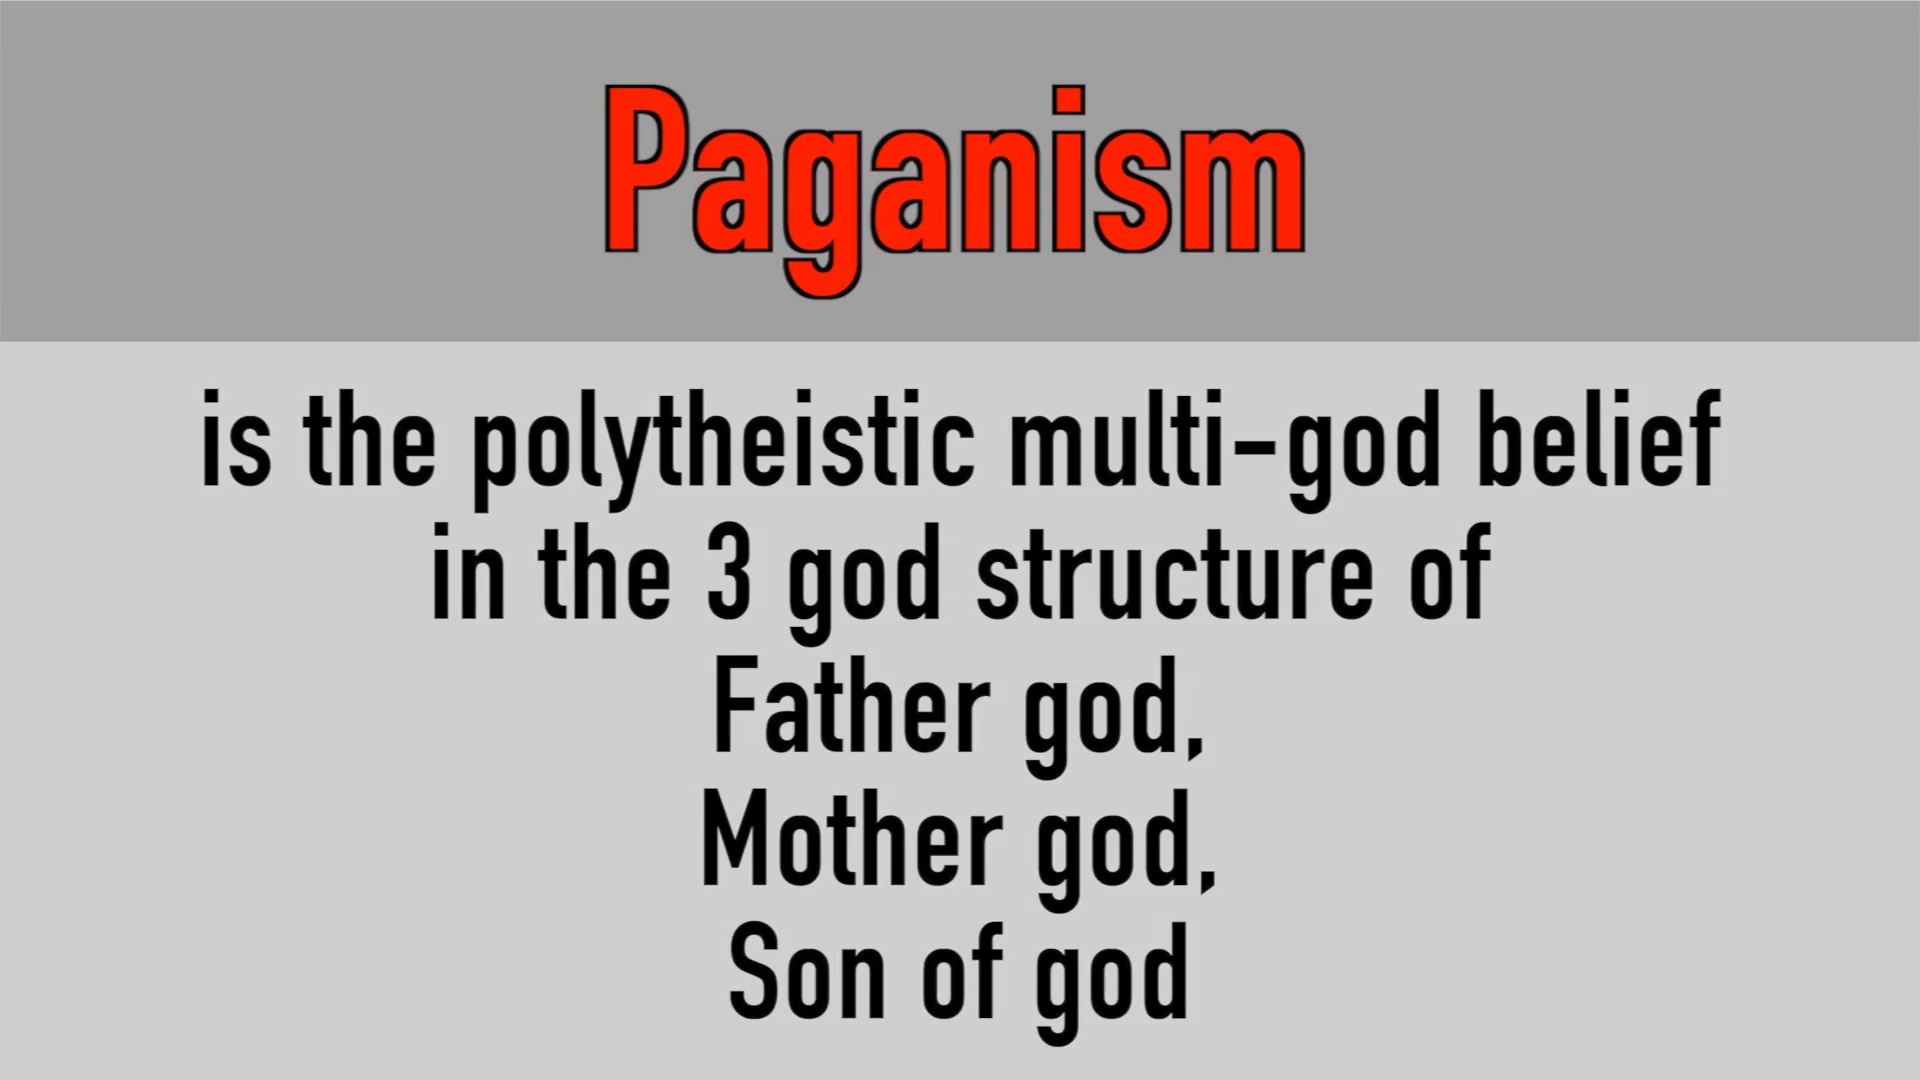 Paganism
is the polytheistic multi-god belief
in the 3 god structure of
Father god,
Mother god,
Son of god